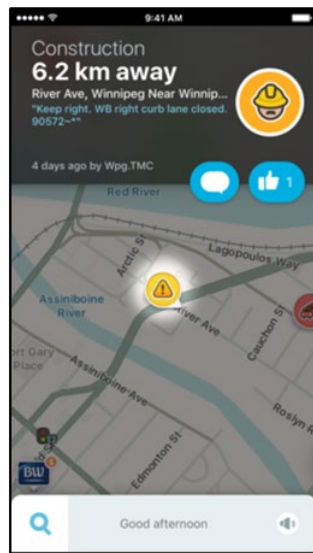 9:41 AM
Construction
6.2 km away
River Ave, Winnipeg Near Winnip...
"Keep right. WB right curb lane closed.
90572~*"
4 days ago by Wpg.TMC
1
Red River
Arctic St
Lagopoulos Way
Assiniboine
River
River Ave
Cauchon St
ort Gary
Place
Assiniboine Ave
Roslyn R
Edmonton St
BW
Good afternoon